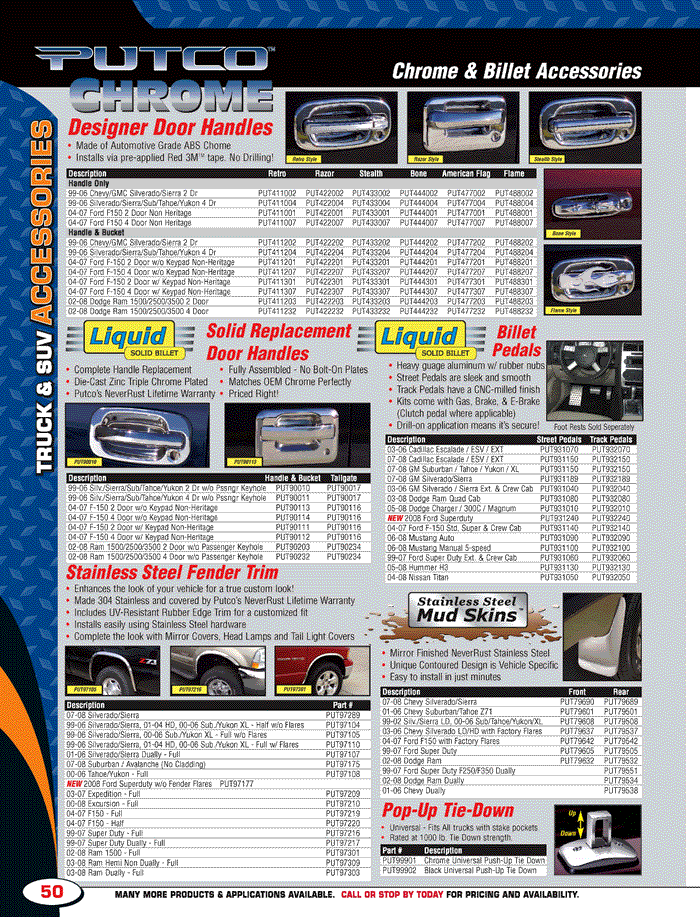 PUTCO™
CHROME
Chrome & Billet Accessories
TRUCK & SUV ACCESSORIES
Designer Door Handles
• Made of Automotive Grade ABS Chome
• Installs via pre-applied Red 3M™ tape. No Drilling!
Retro Style
Razor Style
Stealth Style
Description Retro Razor Stealth Bone American Flag Flame
Handle Only
99-06 Chevy/GMC Silverado/Sierra 2 Dr PUT411002 PUT422002 PUT433002 PUT444002 PUT477002 PUT488002
99-06 Silverado/Sierra/Sub/Tahoe/Yukon 4 Dr PUT411004 PUT422004 PUT433004 PUT444004 PUT477004 PUT488004
04-07 Ford F150 2 Door Non Heritage PUT411001 PUT422001 PUT433001 PUT444001 PUT477001 PUT488001
04-07 Ford F150 4 Door Non Heritage PUT411007 PUT422007 PUT433007 PUT444007 PUT477007 PUT488007
Handle & Bucket
99-06 Chevy/GMC Silverado/Sierra 2 Dr PUT411202 PUT422202 PUT433202 PUT444202 PUT477202 PUT488202
99-06 Silverado/Sierra/Sub/Tahoe/Yukon 4 Dr PUT411204 PUT422204 PUT433204 PUT444204 PUT477204 PUT488204
04-07 Ford F-150 2 Door w/o Keypad Non-Heritage PUT411201 PUT422201 PUT433201 PUT444201 PUT477201 PUT488201
04-07 Ford F-150 4 Door w/o Keypad Non-Heritage PUT411207 PUT422207 PUT433207 PUT444207 PUT477207 PUT488207
04-07 Ford F-150 2 Door w/ Keypad Non-Heritage PUT411301 PUT422301 PUT433301 PUT444301 PUT477301 PUT488301
04-07 Ford F-150 4 Door w/ Keypad Non-Heritage PUT411307 PUT422307 PUT433307 PUT444307 PUT477307 PUT488307
02-08 Dodge Ram 1500/2500/3500 2 Door PUT411203 PUT422203 PUT433203 PUT444203 PUT477203 PUT488203
02-08 Dodge Ram 1500/2500/3500 4 Door PUT411232 PUT422232 PUT433232 PUT444232 PUT477232 PUT488232
Bone Style
Flame Style
Liquid
SOLID BILLET
Solid Replacement
Door Handles
• Complete Handle Replacement
• Die-Cast Zinc Triple Chrome Plated
• Putco's NeverRust Lifetime Warranty
• Fully Assembled - No Bolt-On Plates
• Matches OEM Chrome Perfectly
• Priced Right!
PUT90010
PUT90113
Description Handle & Bucket Tailgate
99-06 Silv./Sierra/Sub/Tahoe/Yukon 2 Dr w/o Pssngr Keyhole PUT90010 PUT90017
99-06 Silv./Sierra/Sub/Tahoe/Yukon 4 Dr w/o Pssngr Keyhole PUT90011 PUT90017
04-07 F-150 2 Door w/o Keypad Non-Heritage PUT90113 PUT90116
04-07 F-150 4 Door w/o Keypad Non-Heritage PUT90114 PUT90116
04-07 F-150 2 Door w/ Keypad Non-Heritage PUT90111 PUT90116
04-07 F-150 4 Door w/ Keypad Non-Heritage PUT90112 PUT90116
02-08 Ram 1500/2500/3500 2 Door w/o Passenger Keyhole PUT90203 PUT90234
02-08 Ram 1500/2500/3500 4 Door w/o Passenger Keyhole PUT90232 PUT90234
Liquid
SOLID BILLET
Billet
Pedals
• Heavy guage aluminum w/ rubber nubs
• Street Pedals are sleek and smooth
• Track Pedals have a CNC-milled finish
• Kits come with Gas, Brake, & E-Brake
(Clutch pedal where applicable)
• Drill-on application means it's secure!
Foot Rests Sold Seperately
Description Street Pedals Track Pedals
03-06 Cadillac Escalade / ESV / EXT PUT931070 PUT932070
07-08 Cadillac Escalade / ESV / EXT PUT931150 PUT932150
07-08 GM Suburban / Tahoe / Yukon / XL PUT931150 PUT932150
07-08 GM Silverado/Sierra PUT931189 PUT932189
03-06 GM Silverado / Sierra Ext. & Crew Cab PUT931040 PUT932040
03-08 Dodge Ram Quad Cab PUT931080 PUT932080
05-08 Dodge Charger / 300C / Magnum PUT931010 PUT932010
NEW 2008 Ford Superduty PUT931240 PUT932240
04-07 Ford F-150 Std. Super & Crew Cab PUT931140 PUT932140
06-08 Mustang Auto PUT931090 PUT932090
06-08 Mustang Manual 5-speed PUT931100 PUT932100
99-07 Ford Super Duty Ext. & Crew Cab PUT931060 PUT932060
05-08 Hummer H3 PUT931130 PUT932130
04-08 Nissan Titan PUT931050 PUT932050
Stainless Steel Fender Trim
• Enhances the look of your vehicle for a true custom look!
• Made 304 Stainless and covered by Putco's NeverRust Lifetime Warranty
• Includes UV-Resistant Rubber Edge Trim for a customized fit
• Installs easily using Stainless Steel hardware
• Complete the look with Mirror Covers, Head Lamps and Tail Light Covers
PUT97105
PUT97216
PUT97301
Description Part #
07-08 Silverado/Sierra PUT97289
99-06 Silverado/Sierra, 01-04 HD, 00-06 Sub./Yukon XL - Half w/o Flares PUT97104
99-06 Silverado/Sierra, 00-06 Sub./Yukon XL - Full w/o Flares PUT97105
99-06 Silverado/Sierra, 01-04 HD, 00-06 Sub./Yukon XL - Full w/ Flares PUT97110
01-06 Silverado/Sierra Dually - Full PUT97107
07-08 Suburban / Avalanche (No Cladding) PUT97175
00-06 Tahoe/Yukon - Full PUT97108
NEW 2008 Ford Superduty w/o Fender Flares PUT97177
03-07 Expedition - Full PUT97209
00-08 Excursion - Full PUT97210
04-07 F150 - Full PUT97219
04-07 F150 - Half PUT97220
99-07 Super Duty - Full PUT97216
99-07 Super Duty Dually - Full PUT97217
02-08 Ram 1500 - Full PUT97301
03-08 Ram Hemi Non Dually - Full PUT97309
03-08 Ram Dually - Full PUT97303
Stainless Steel
Mud Skins™
• Mirror Finished NeverRust Stainless Steel
• Unique Contoured Design is Vehicle Specific
• Easy to install in just minutes
Description Front Rear
07-08 Chevy Silverado/Sierra PUT79690 PUT79689
01-06 Chevy Suburban/Tahoe Z71 PUT79601 PUT79501
99-02 Silv./Sierra LD, 00-06 Sub/Tahoe/Yukon/XL PUT79608 PUT79508
03-06 Chevy Silverado LD/HD with Factory Flares PUT79637 PUT79537
04-07 Ford F150 with Factory Flares PUT79642 PUT79542
99-07 Ford Super Duty PUT79605 PUT79505
02-08 Dodge Ram PUT79632 PUT79532
99-07 Ford Super Duty F250/F350 Dually PUT79551
02-08 Dodge Ram Dually PUT79534
01-06 Chevy Dually PUT79538
Pop-Up Tie-Down
• Universal - Fits All trucks with stake pockets
• Rated at 1000 lb. Tie Down strength.
Part # Description
PUT99901 Chrome Universal Push-Up Tie Down
PUT99902 Black Universal Push-Up Tie Down
Up
Down
50
MANY MORE PRODUCTS & APPLICATIONS AVAILABLE. CALL OR STOP BY TODAY FOR PRICING AND AVAILABILITY.